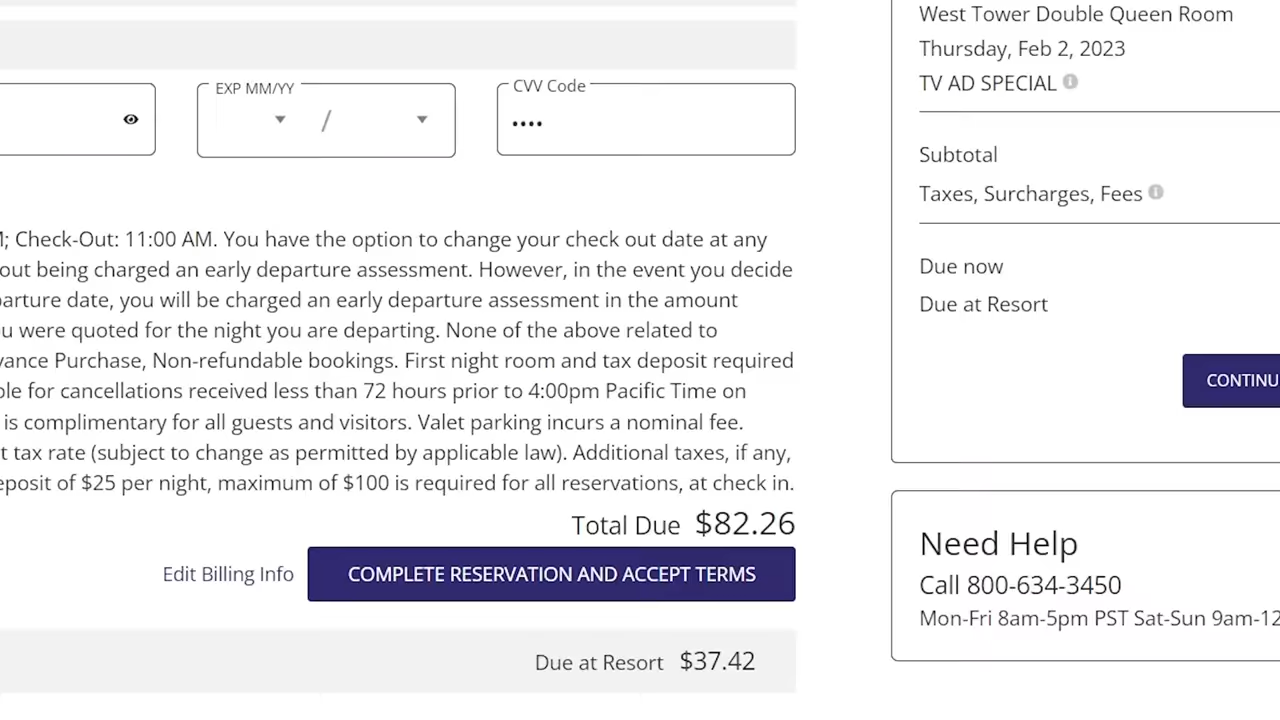 EXP MM/YY
/
CVV Code
••••
; Check-Out: 11:00 AM. You have the option to change your check out date at any
out being charged an early departure assessment. However, in the event you decide
parture date, you will be charged an early departure assessment in the amount
u were quoted for the night you are departing. None of the above related to
vance Purchase, Non-refundable bookings. First night room and tax deposit required
ble for cancellations received less than 72 hours prior to 4:00pm Pacific Time on
is complimentary for all guests and visitors. Valet parking incurs a nominal fee.
t tax rate (subject to change as permitted by applicable law). Additional taxes, if any,
eposit of $25 per night, maximum of $100 is required for all reservations, at check in.
Total Due $82.26
Edit Billing Info
COMPLETE RESERVATION AND ACCEPT TERMS
Due at Resort $37.42
West Tower Double Queen Room
Thursday, Feb 2, 2023
TV AD SPECIAL
Subtotal
Taxes, Surcharges, Fees
Due now
Due at Resort
CONTINU
Need Help
Call 800-634-3450
Mon-Fri 8am-5pm PST Sat-Sun 9am-12